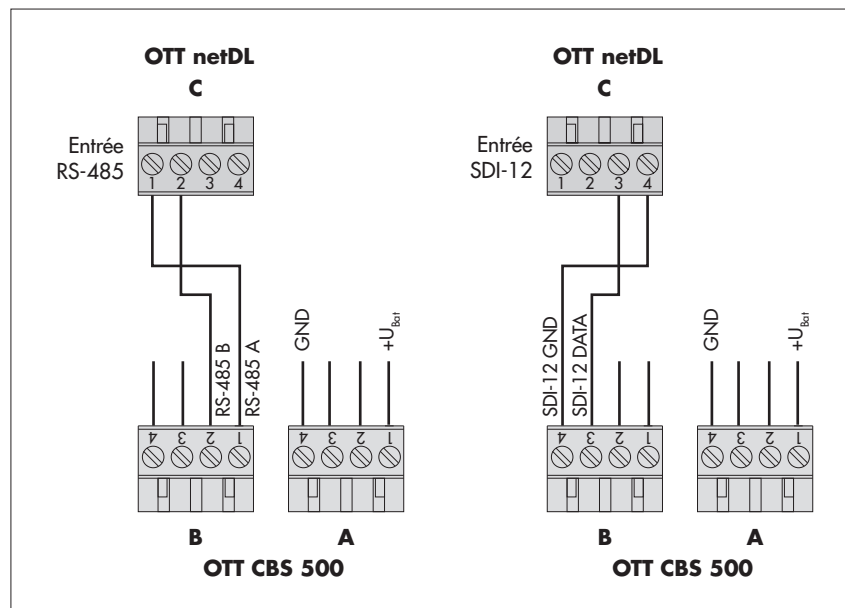 OTT netDL
C
Entrée
RS-485
1 2 3 4
RS-485 B
RS-485 A
GND
+UBat
4 3 2 1
4 3 2 1
B
A
OTT CBS 500
OTT netDL
C
Entrée
SDI-12
1 2 3 4
SDI-12 GND
SDI-12 DATA
GND
+UBat
4 3 2 1
4 3 2 1
B
A
OTT CBS 500